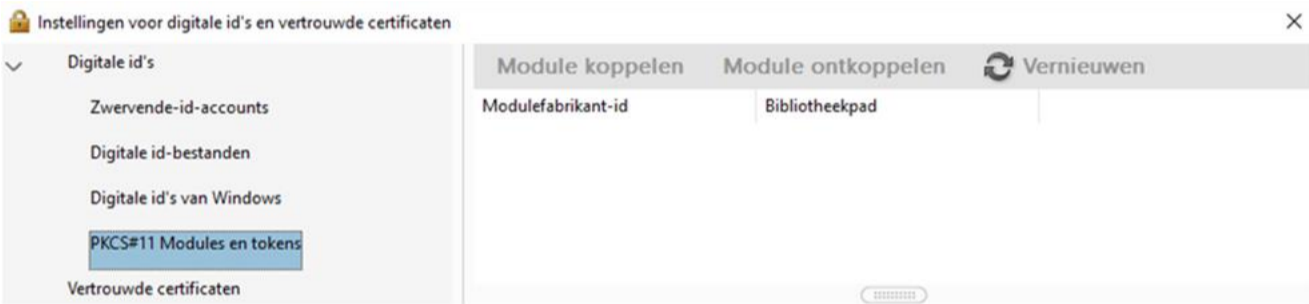 Instellingen voor digitale id's en vertrouwde certificaten
Digitale id's
Zwervende-id-accounts
Digitale id-bestanden
Digitale id's van Windows
PKCS#11 Modules en tokens
Vertrouwde certificaten
Module koppelen Module ontkoppelen Vernieuwen
Modulefabrikant-id Bibliotheekpad